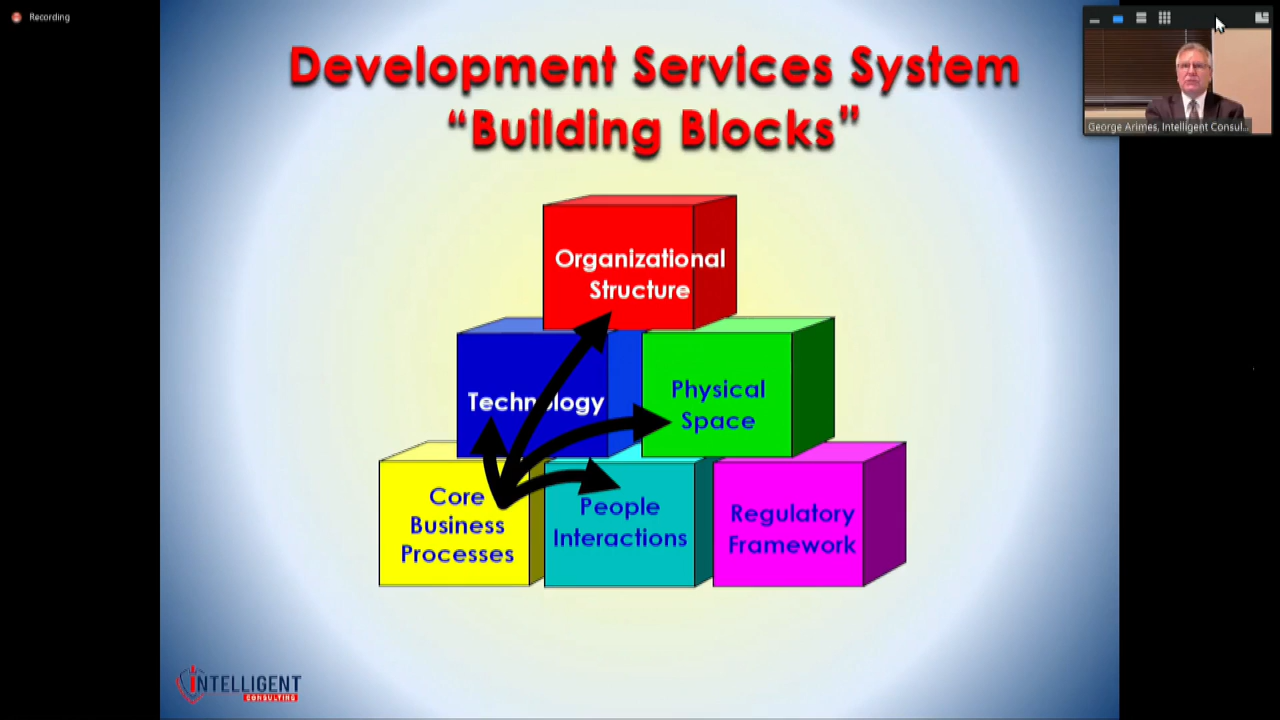 Recording
Development Services System
“Building Blocks”
George Arimes, Intelligent Consul...
Organizational
Structure
Technology
Physical
Space
Core
Business
Processes
People
Interactions
Regulatory
Framework
INTELLIGENT
CONSULTING